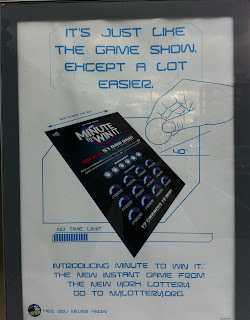 IT'S JUST LIKE
THE GAME SHOW.
EXCEPT A LOT
EASIER.
MINUTE
TO WIN IT
40°
NO TIME LEFT
INTRODUCING MINUTE TO WIN IT.™
THE NEW INSTANT GAME FROM
THE NEW YORK LOTTERY.
GO TO NYLOTTERY.ORG.
HEY, YOU NEVER KNOW.